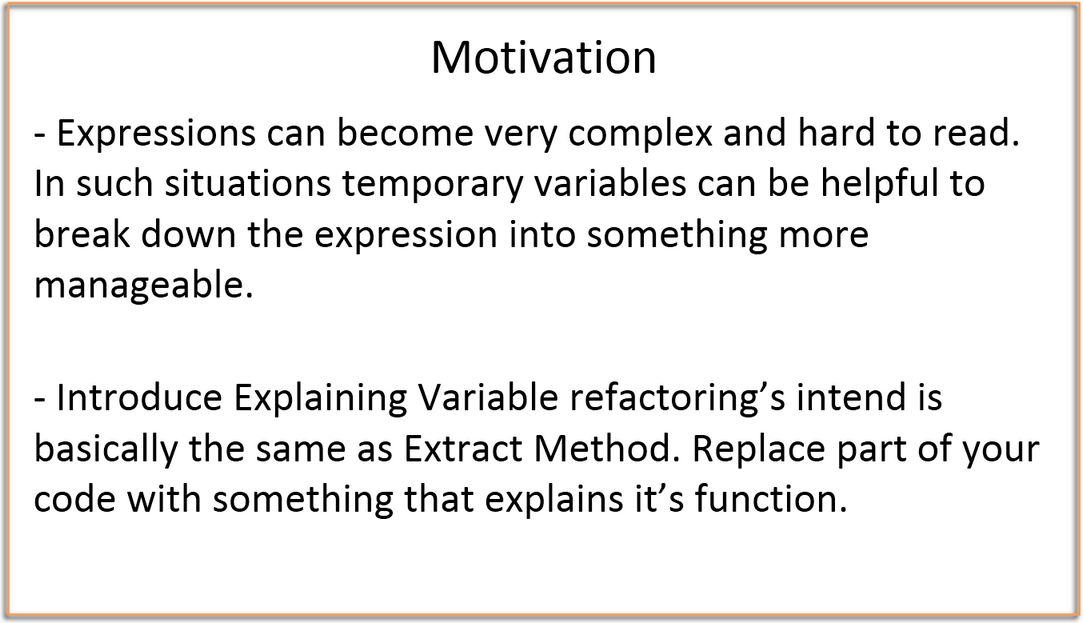 Motivation
- Expressions can become very complex and hard to read.
In such situations temporary variables can be helpful to
break down the expression into something more
manageable.
- Introduce Explaining Variable refactoring’s intend is
basically the same as Extract Method. Replace part of your
code with something that explains it’s function.